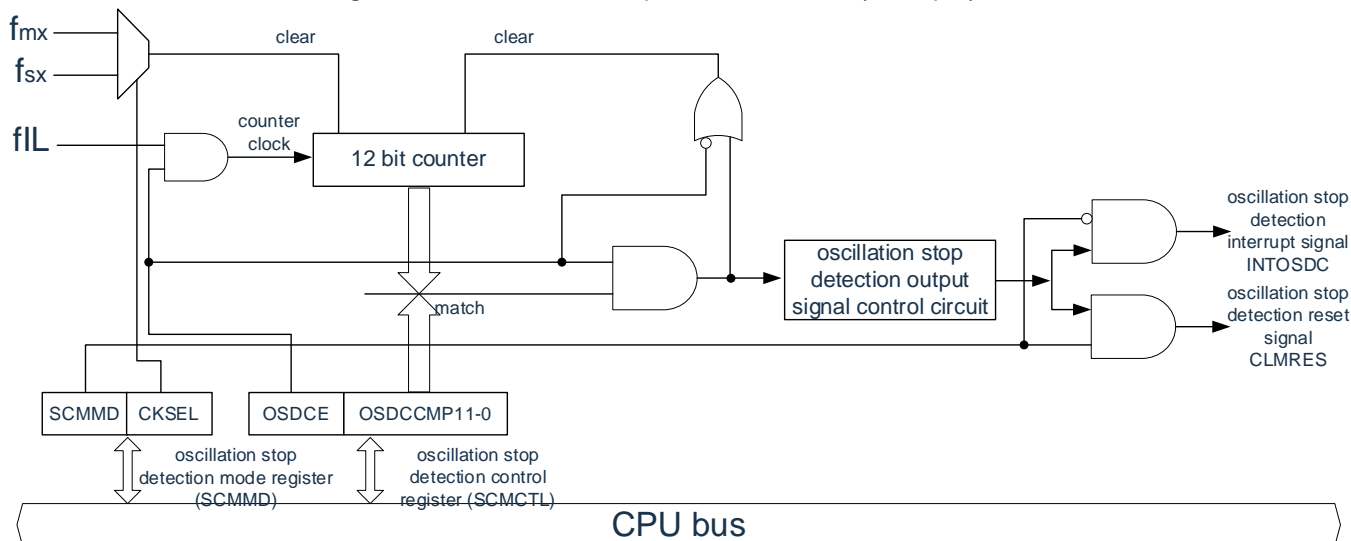 fmx
fsx
fIL
clear
clear
counter
clock
12 bit counter
match
oscillation stop
detection output
signal control circuit
oscillation stop
detection
interrupt signal
INTOSDC
oscillation stop
detection reset
signal
CLMRES
SCMMD
CKSEL
OSDCE
OSDCCMP11-0
oscillation stop
detection mode register
(SCMMD)
oscillation stop
detection control
register (SCMCTL)
CPU bus